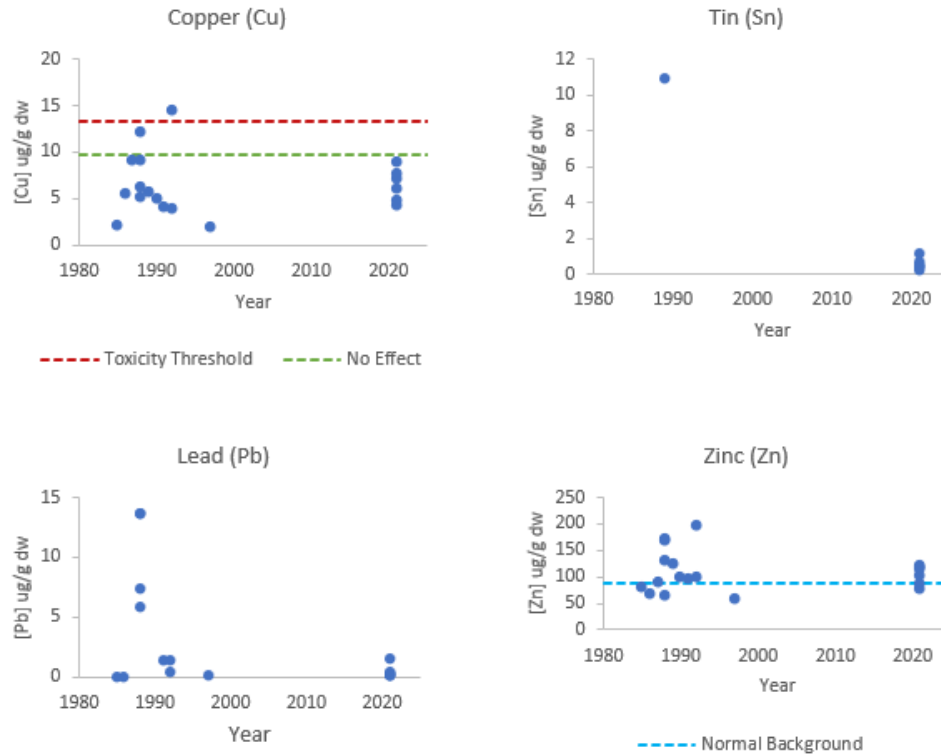 Copper (Cu)
20
15
10
5
0
[Cu] ug/g dw
1980 1990 2000 2010 2020
Year
Toxicity Threshold No Effect
Tin (Sn)
12
10
8
6
4
2
0
[Sn] ug/g dw
1980 1990 2000 2010 2020
Year
Lead (Pb)
15
10
5
0
[Pb] ug/g dw
1980 1990 2000 2010 2020
Year
Zinc (Zn)
250
200
150
100
50
0
[Zn] ug/g dw
1980 1990 2000 2010 2020
Year
Normal Background